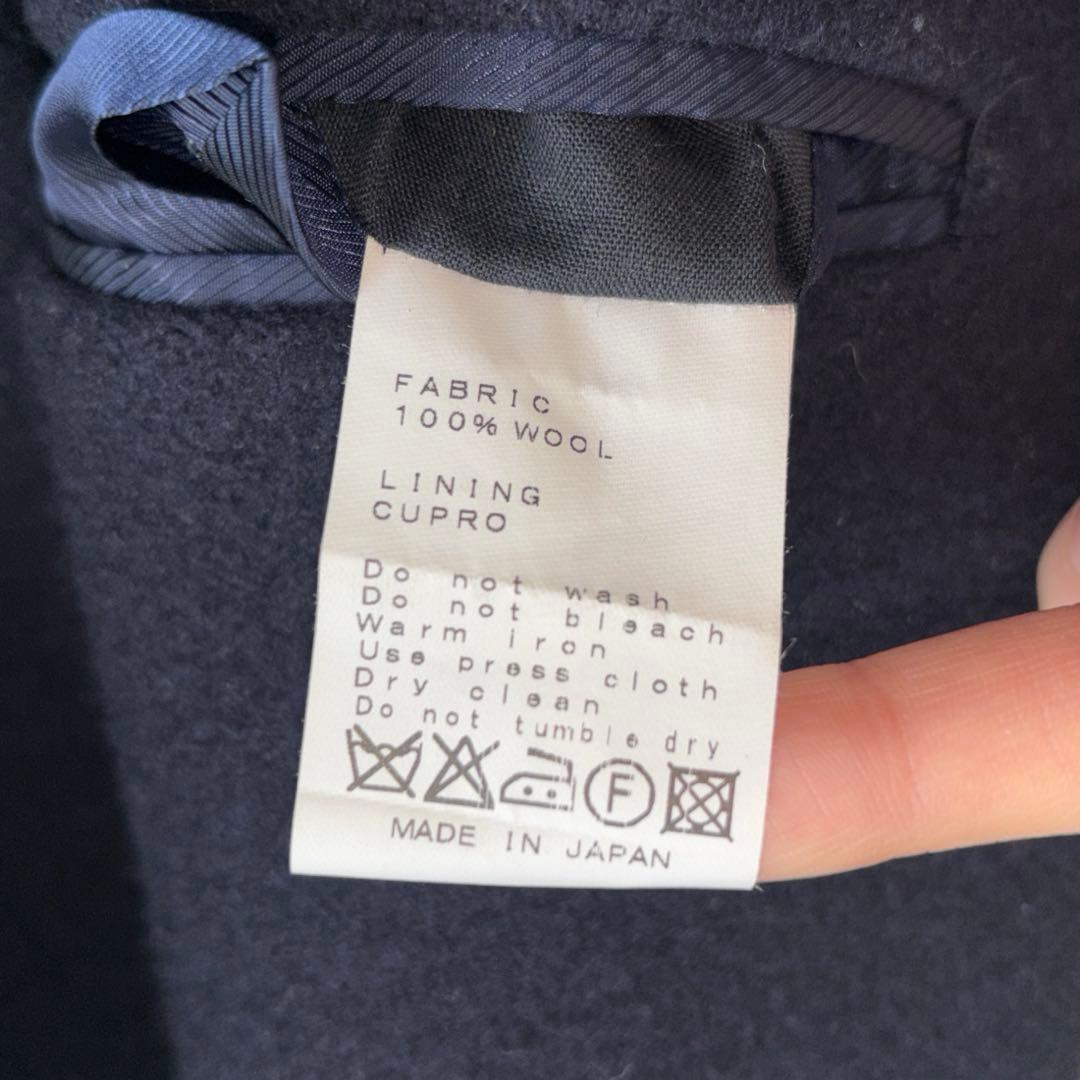 FABRIC
100% WOOL
LINING
CUPRO
Do not wash
Do not bleach
Warm iron
Use press cloth
Dry clean
Do not tumble dry
F
MADE IN JAPAN